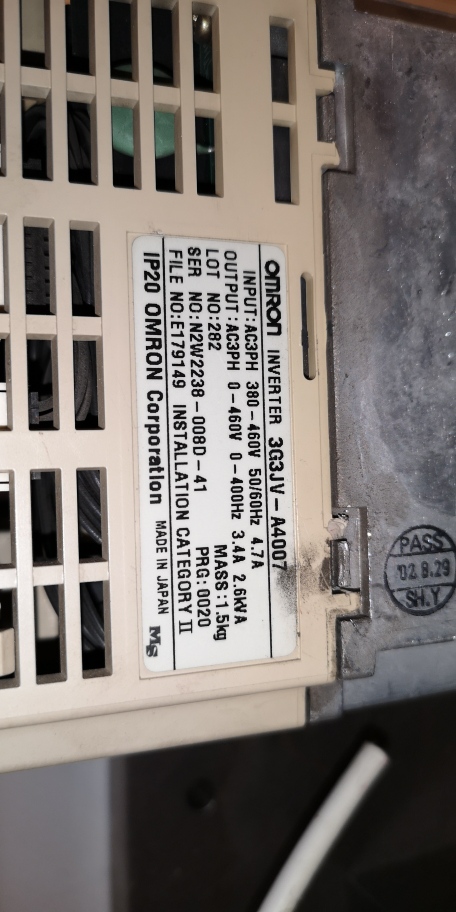 OMRON INVERTER 3G3JV-A4007
INPUT:AC3PH 380-460V 50/60Hz 4.7A
OUTPUT:AC3PH 0-460V 0-400Hz 3.4A 2.6kVA
LOT NO:282 MASS:1.5kg
SER NO:N2W2238-008D-41 PRG:0020
FILE NO:E179149 INSTALLATION CATEGORY II
IP20 OMRON Corporation MADE IN JAPAN MS
PASS
'02.8.29
SH.Y